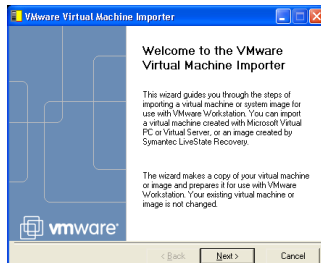 VMware Virtual Machine Importer
Welcome to the VMware
Virtual Machine Importer
This wizard guides you through the steps of
importing a virtual machine or system image for
use with VMware Workstation. You can import
a virtual machine created with Microsoft Virtual
PC or Virtual Server, or an image created by
Symantec LiveState Recovery.
The wizard makes a copy of your virtual machine
or image and prepares it for use with VMware
Workstation. Your existing virtual machine or
image is not changed.
vmware
< Back
Next >
Cancel